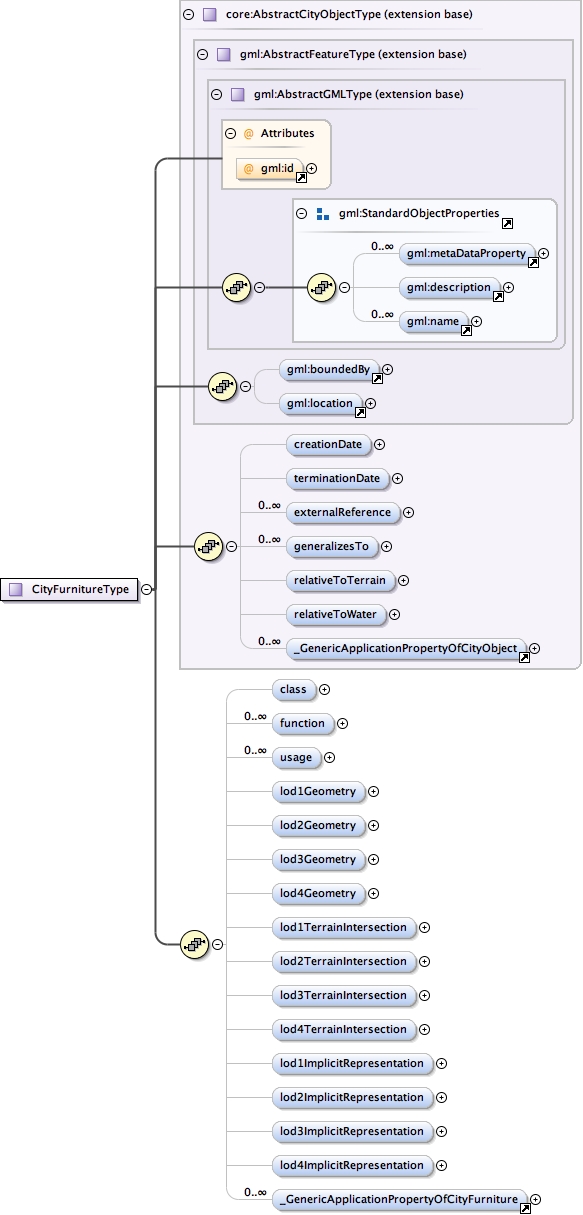 core:AbstractCityObjectType (extension base)
gml:AbstractFeatureType (extension base)
gml:AbstractGMLType (extension base)
@ Attributes
@ gml:id
gml:StandardObjectProperties
0..∞
gml:metaDataProperty
gml:description
0..∞
gml:name
gml:boundedBy
gml:location
creationDate
terminationDate
0..∞
externalReference
0..∞
generalizesTo
relativeToTerrain
CityFurnitureType
relativeToWater
0..∞
_GenericApplicationPropertyOfCityObject
class
0..∞
function
0..∞
usage
lod1Geometry
lod2Geometry
lod3Geometry
lod4Geometry
lod1TerrainIntersection
lod2TerrainIntersection
lod3TerrainIntersection
lod4TerrainIntersection
lod1ImplicitRepresentation
lod2ImplicitRepresentation
lod3ImplicitRepresentation
lod4ImplicitRepresentation
0..∞
_GenericApplicationPropertyOfCityFurniture